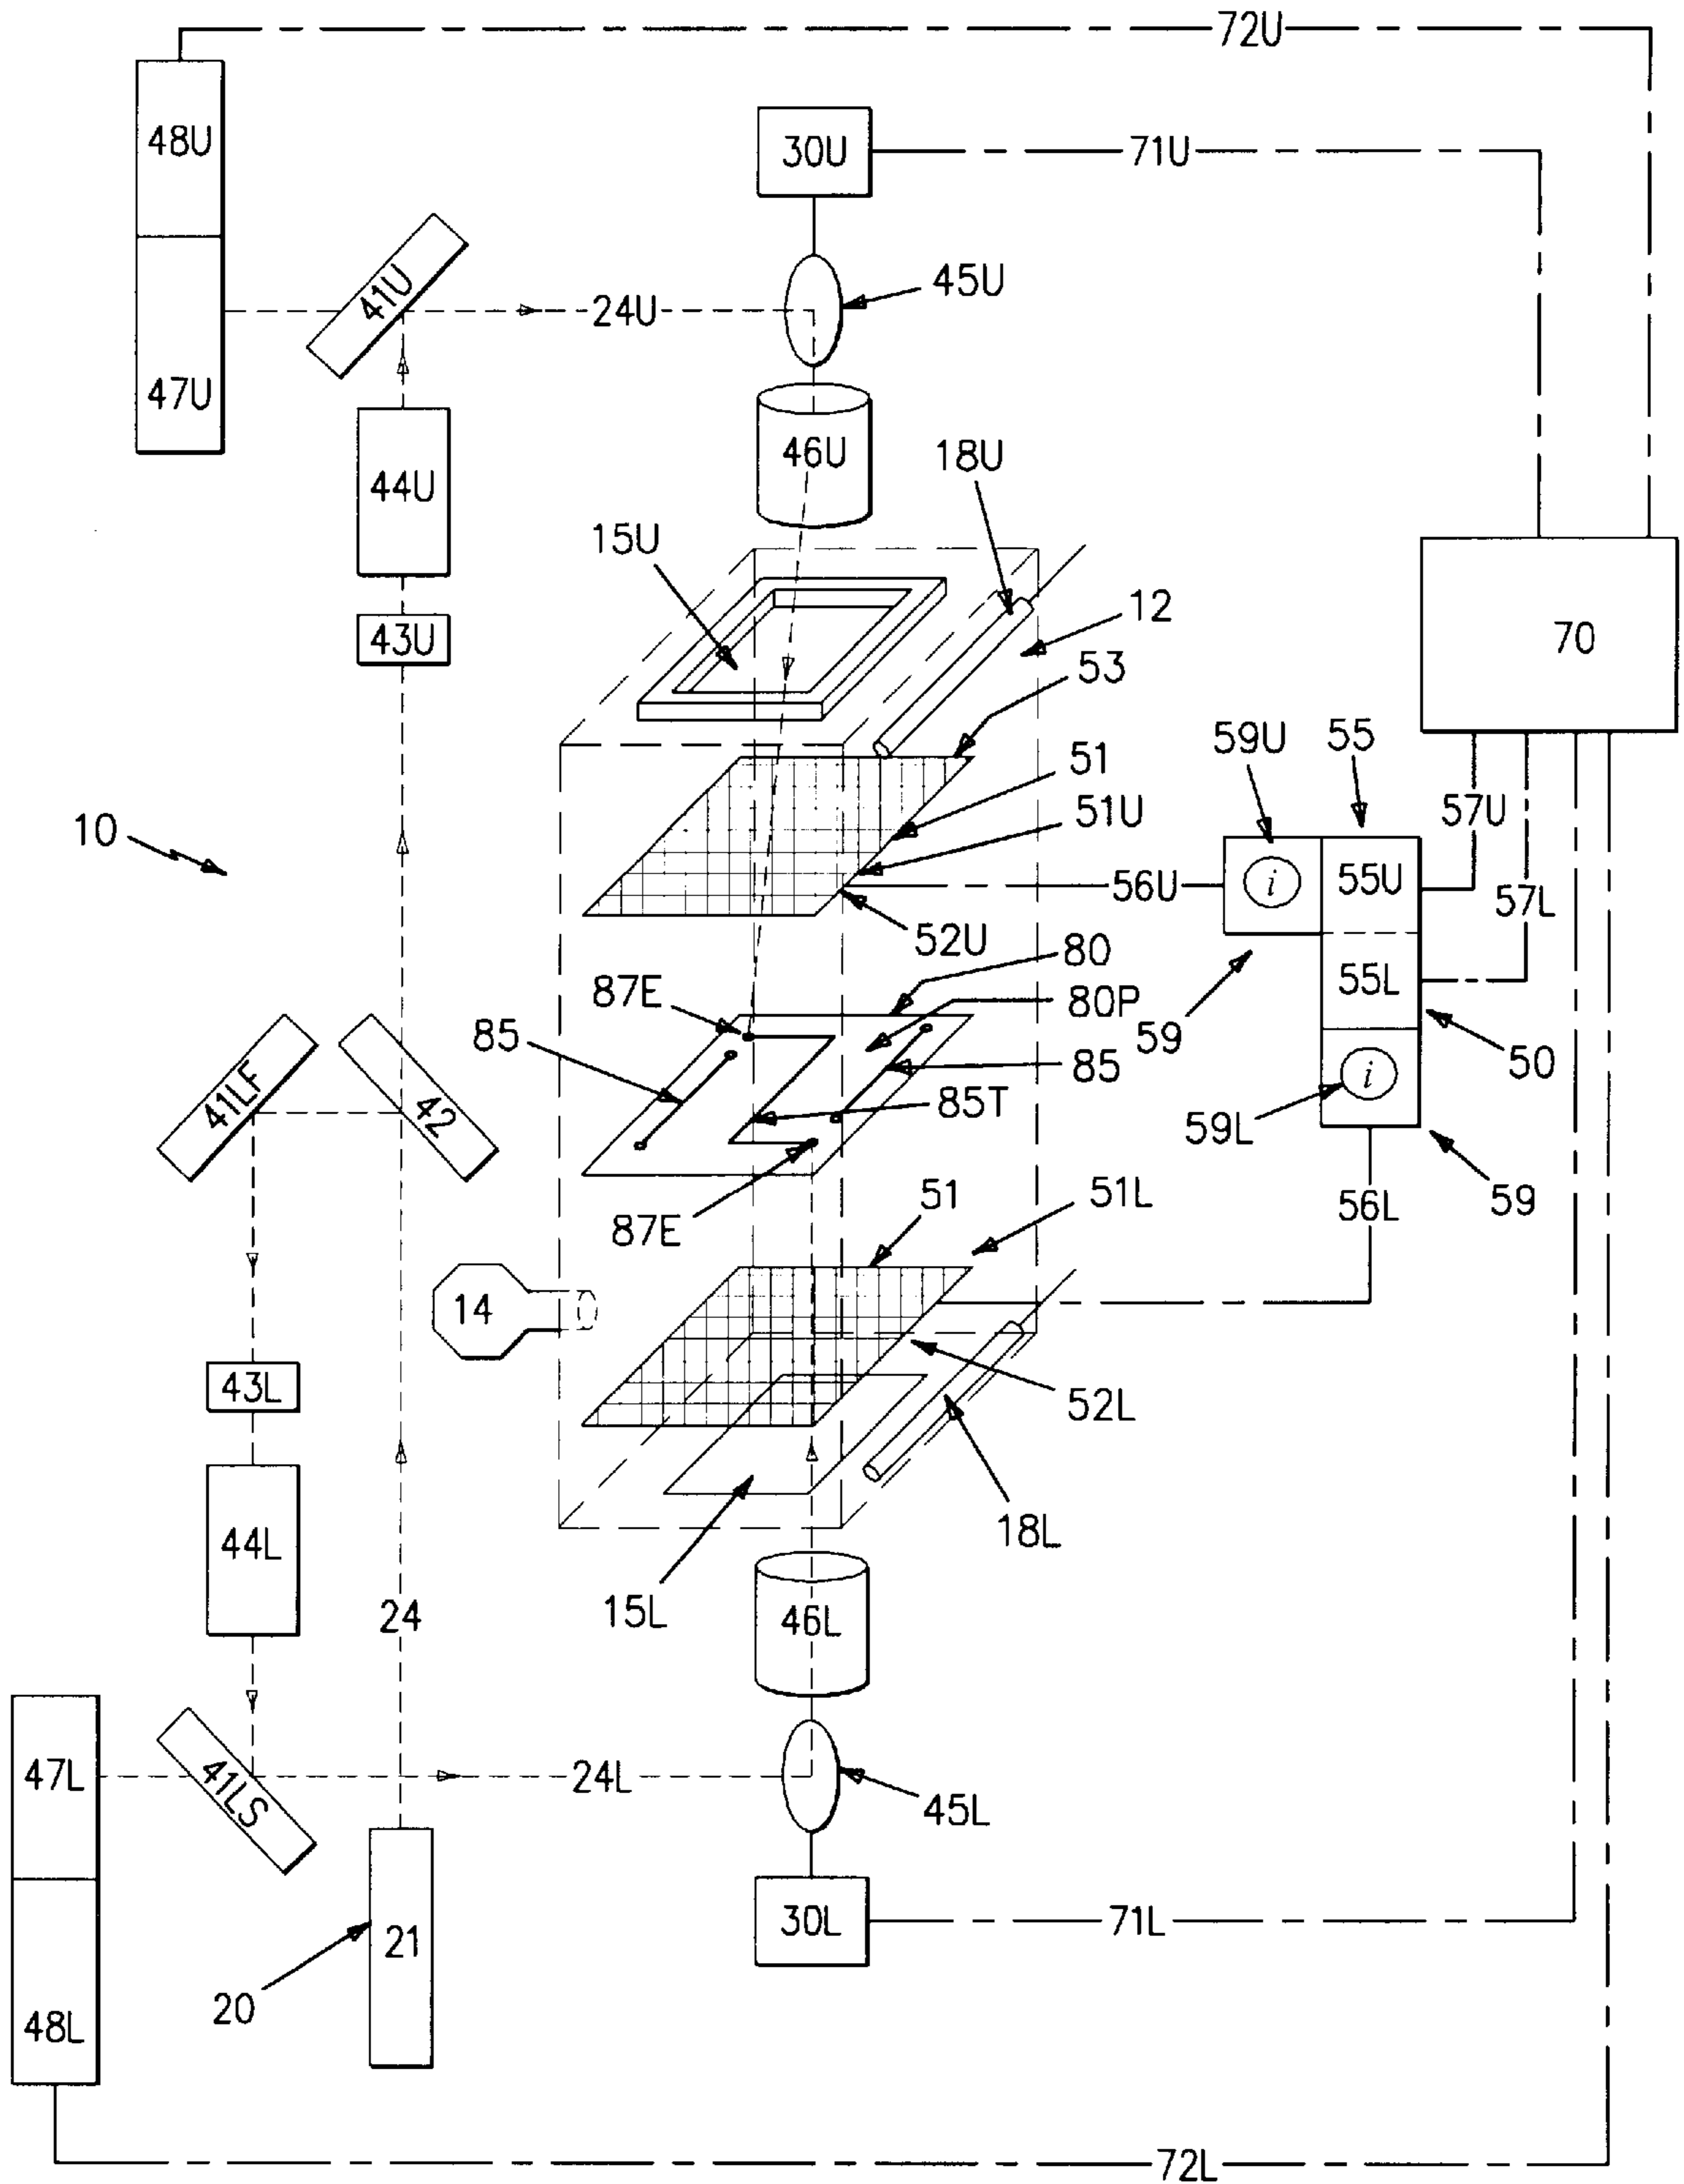 72U
48U
30U
71U
41U
45U
24U
47U
46U
18U
44U
15U
12
43U
70
53
59U
55
51
57U
51U
10
55U
56U
57L
52U
80
55L
87E
80P
59
85
50
41LF
42
85
i
i
85T
59L
51
51L
59
87E
56L
14
43L
52L
44L
18L
24
15L
46L
47L
24L
41LS
45L
30L
71L
21
20
48L
72L